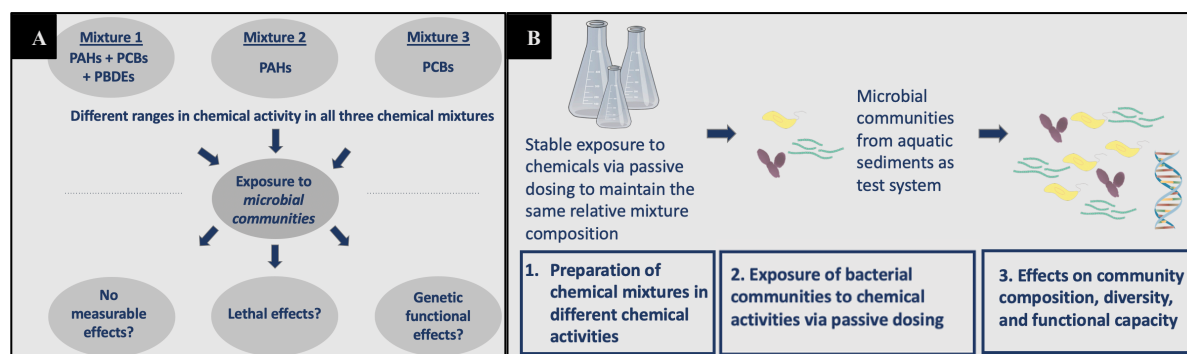 A
Mixture 1
PAHs + PCBs
+ PBDEs
Mixture 2
PAHs
Mixture 3
PCBs
Different ranges in chemical activity in all three chemical mixtures
Exposure to
microbial
communities
No
measurable
effects?
Lethal effects?
Genetic
functional
effects?
B
Stable exposure to
chemicals via passive
dosing to maintain the
same relative mixture
composition
Microbial
communities
from aquatic
sediments as
test system
1. Preparation of
chemical mixtures in
different chemical
activities
2. Exposure of bacterial
communities to chemical
activities via passive dosing
3. Effects on community
composition, diversity,
and functional capacity